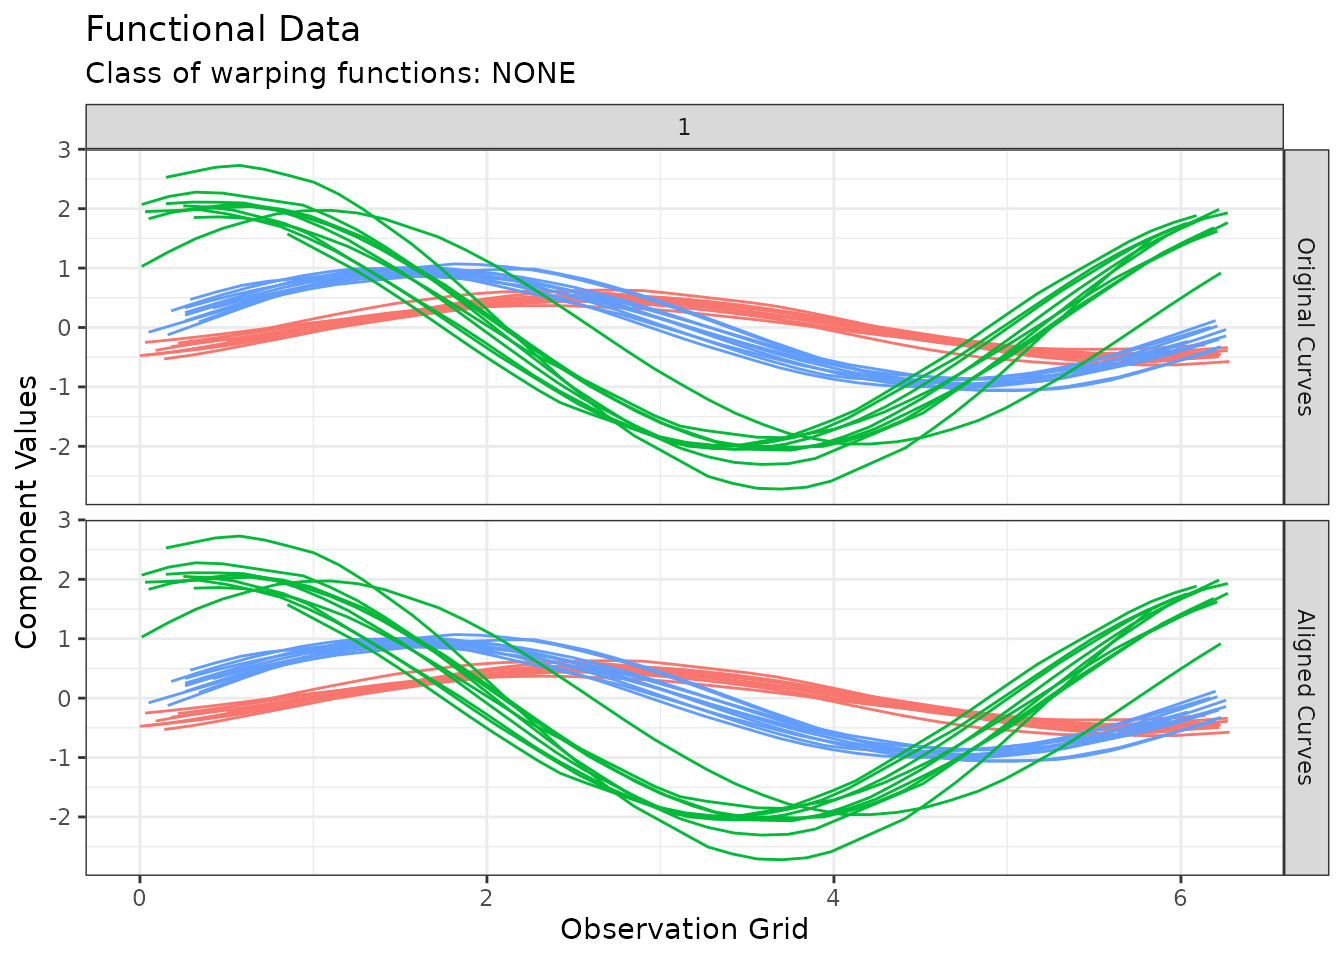 Functional Data
Class of warping functions: NONE
1
3
2
1
0
-1
-2
Original Curves
3
2
1
0
-1
-2
Aligned Curves
Component Values
0 2 4 6
Observation Grid